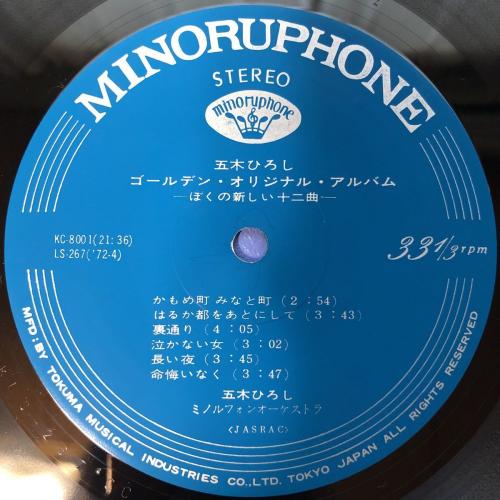 MINORUPHONE
STEREO
minoruphone
五木ひろし
ゴールデン・オリジナル・アルバム
―ぼくの新しい十二曲―
KC-8001(21:36)
LS-267('72-4)
33 1/3 rpm
かもめ町 みなと町 (2:54)
はるか都をあとにして (3:43)
裏通り (4:05)
泣かない女 (3:02)
長い夜 (3:45)
命悔いなく (3:47)
五木ひろし
ミノルフォンオーケストラ
<JASRAC>
MFD: BY TOKUMA MUSICAL INDUSTRIES CO., LTD. TOKYO JAPAN ALL RIGHTS RESERVED